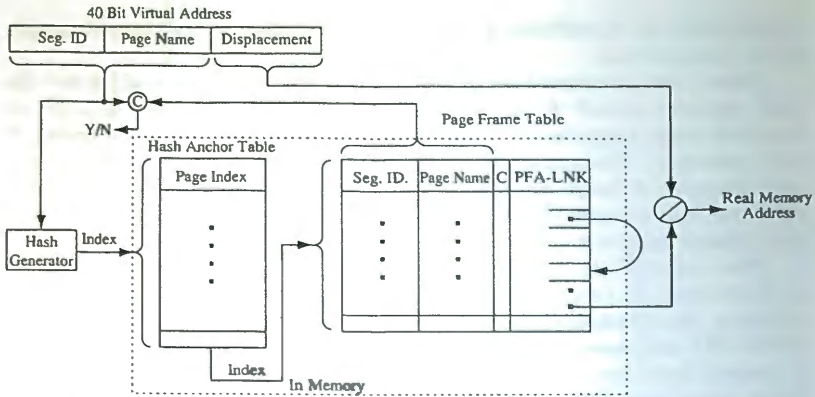 40 Bit Virtual Address
Seg. ID Page Name Displacement
C
Y/N
Page Frame Table
Hash Anchor Table
Page Index
Seg. ID. Page Name C PFA-LNK
Real Memory
Address
Hash
Generator
Index
Index
In Memory